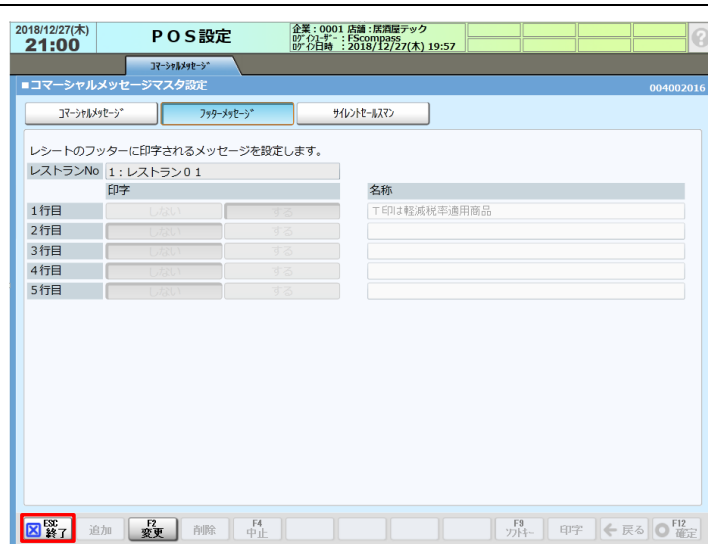 2018/12/27(木)
21:00
POS設定
企業：0001 店舗：居酒屋テック
ﾛｸﾞｲﾝﾕｰｻﾞｰ：FScompass
ﾛｸﾞｲﾝ日時 ：2018/12/27(木) 19:57
?
ｺﾏｰｼｬﾙﾒｯｾｰｼﾞ
■コマーシャルメッセージマスタ設定
004002016
ｺﾏｰｼｬﾙﾒｯｾｰｼﾞ ﾌｯﾀｰﾒｯｾｰｼﾞ ｻｲﾚﾝﾄｾｰﾙｽﾏﾝ
レシートのフッターに印字されるメッセージを設定します。
レストランNo 1：レストラン０１
印字 名称
1行目 しない する T印は軽減税率適用商品
2行目 しない する
3行目 しない する
4行目 しない する
5行目 しない する
ESC 終了 追加 F2 変更 削除 F4 中止 F9 ｿﾌﾄｷｰ 印字 戻る F12 確定